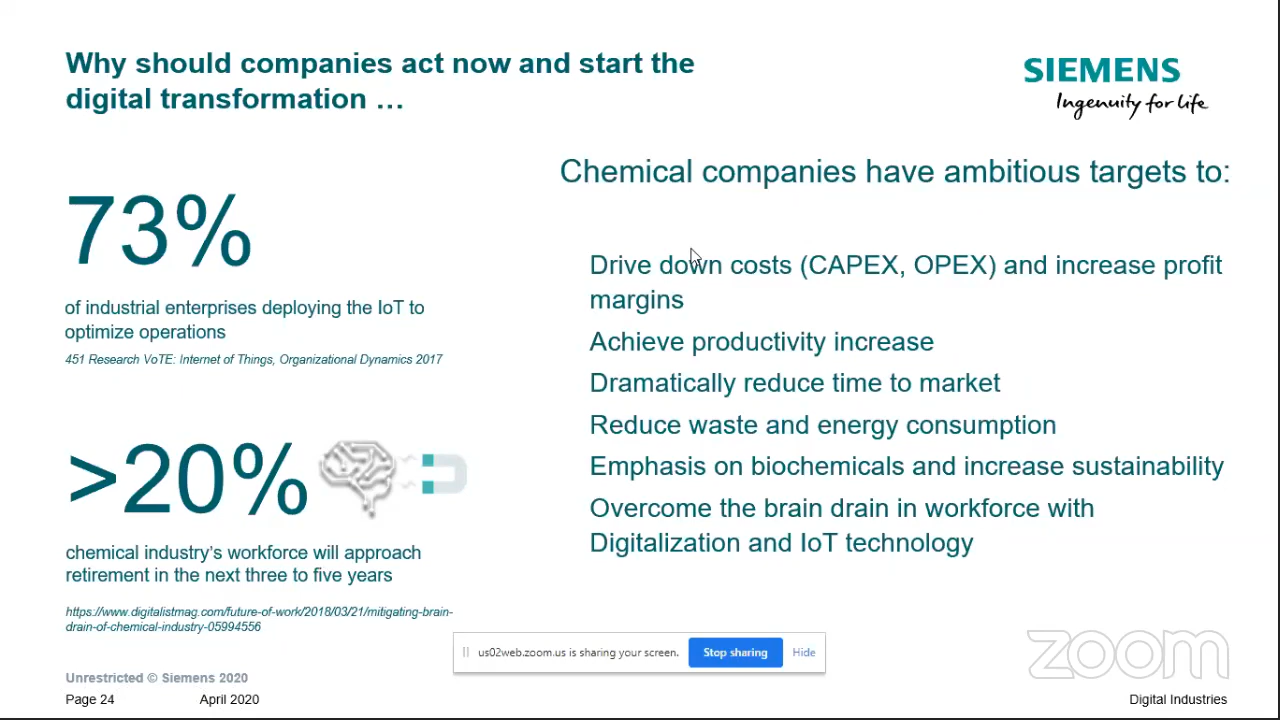 Why should companies act now and start the
digital transformation …
SIEMENS
Ingenuity for life
73%
of industrial enterprises deploying the IoT to
optimize operations
451 Research VoTE: Internet of Things, Organizational Dynamics 2017
>20%
chemical industry's workforce will approach
retirement in the next three to five years
https://www.digitalistmag.com/future-of-work/2018/03/21/mitigating-brain-
drain-of-chemical-industry-05994556
Chemical companies have ambitious targets to:
Drive down costs (CAPEX, OPEX) and increase profit
margins
Achieve productivity increase
Dramatically reduce time to market
Reduce waste and energy consumption
Emphasis on biochemicals and increase sustainability
Overcome the brain drain in workforce with
Digitalization and IoT technology
us02web.zoom.us is sharing your screen. Stop sharing Hide
zoom
Unrestricted © Siemens 2020
Page 24 April 2020 Digital Industries